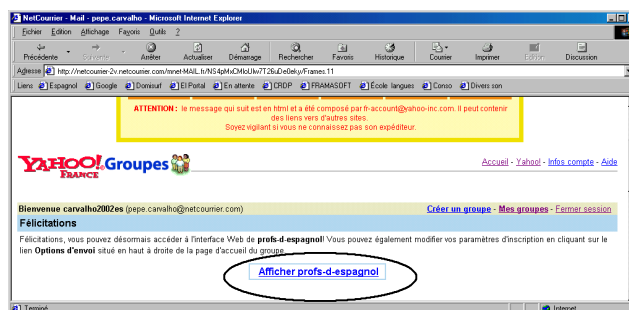 NetCourrier - Mail - pepe.carvalho - Microsoft Internet Explorer
Fichier Edition Affichage Favoris Outils ?
Précédente Suivante Arrêter Actualiser Démarrage Rechercher Favoris Historique Courrier Imprimer Edition Discussion
Adresse http://netcourrier-2v.netcourrier.com/mnet-MAIL.fr/NS4pMxCMIoUIw7T26uDe0eky/Frames.11
Liens Espagnol Google Domisurf El Portal En attente CRDP FRAMASOFT École langues Conso Divers son
ATTENTION : le message qui suit est en html et a été composé par fr-account@yahoo-inc.com. Il peut contenir
des liens vers d'autres sites.
Soyez vigilant si vous ne connaissez pas son expéditeur.
YAHOO! Groupes
FRANCE
Accueil - Yahoo! - Infos compte - Aide
Bienvenue carvalho2002es (pepe.carvalho@netcourrier.com) Créer un groupe - Mes groupes - Fermer session
Félicitations
Félicitations, vous pouvez désormais accéder à l'interface Web de profs-d-espagnol! Vous pouvez également modifier vos paramètres d'inscription en cliquant sur le
lien Options d'envoi situé en haut à droite de la page d'accueil du groupe.
Afficher profs-d-espagnol
Terminé Internet